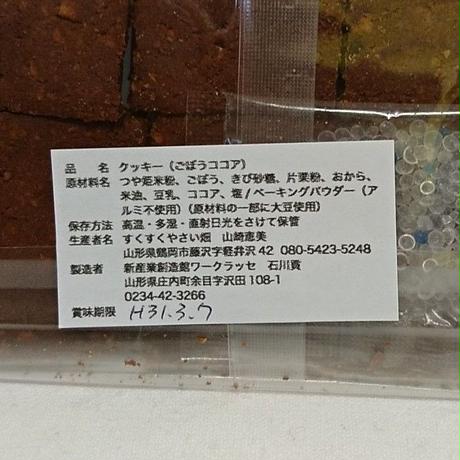 品　名　クッキー（ごぼうココア）
原材料名　つや姫米粉、ごぼう、きび砂糖、片栗粉、おから、
米油、豆乳、ココア、塩/ベーキングパウダー（ア
ルミ不使用）（原材料の一部に大豆使用）
保存方法　高温・多湿・直射日光をさけて保管
生産者名　すくすくやさい畑　山崎恵美
山形県鶴岡市藤沢字軽井沢42　080-5423-5248
製造者　新産業創造館ワークラッセ　石川貢
山形県庄内町余目字沢田108-1
0234-42-3266
賞味期限　H31.3.7